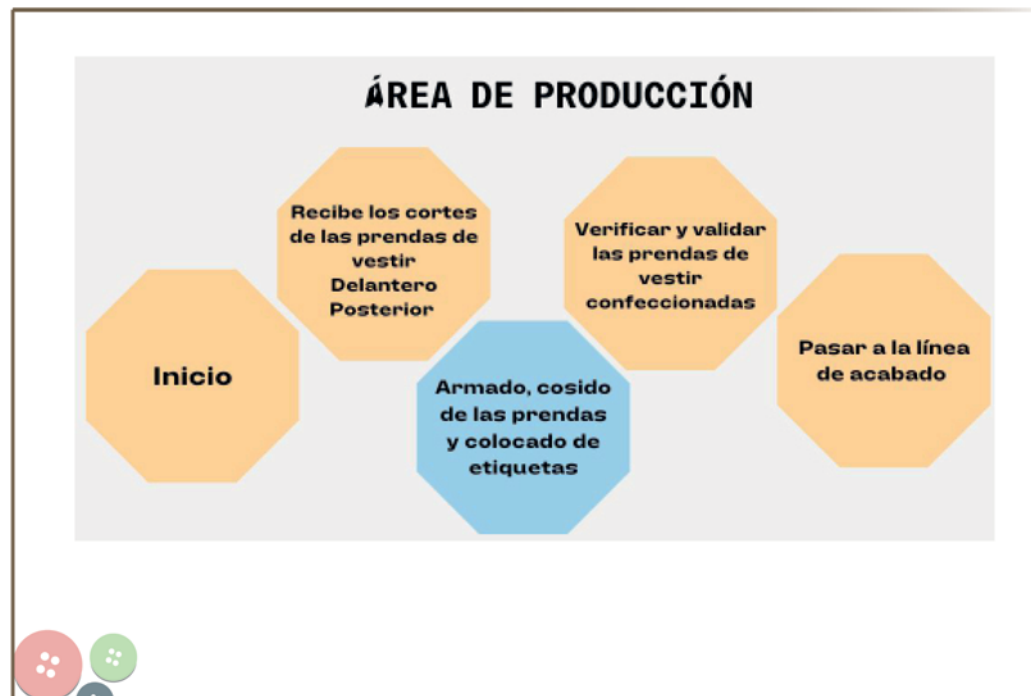 ÁREA DE PRODUCCIÓN
Inicio
Recibe los cortes
de las prendas de
vestir
Delantero
Posterior
Armado, cosido
de las prendas
y colocado de
etiquetas
Verificar y validar
las prendas de
vestir
confeccionadas
Pasar a la línea
de acabado